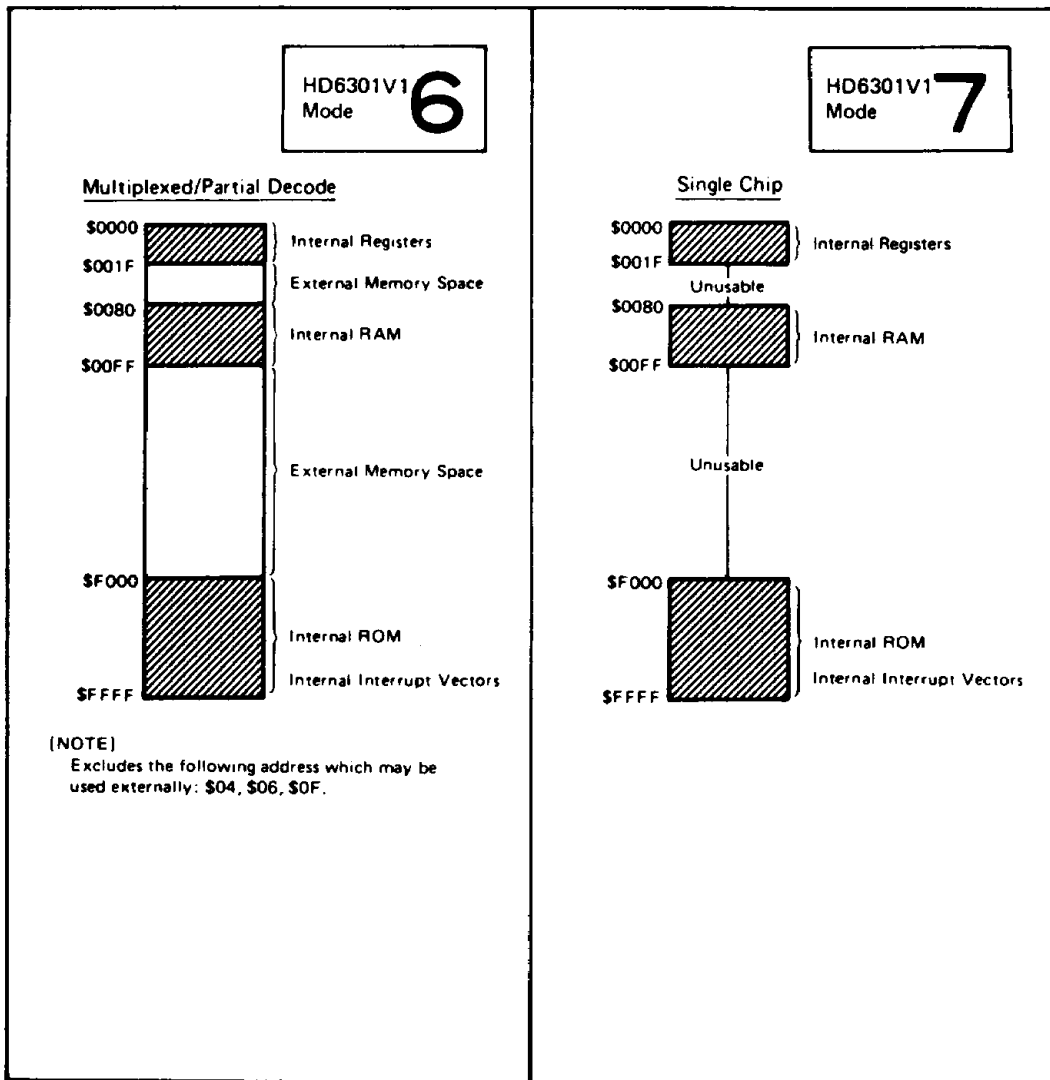 HD6301V1
Mode 6
Multiplexed/Partial Decode
$0000
Internal Registers
$001F
External Memory Space
$0080
Internal RAM
$00FF
External Memory Space
$F000
Internal ROM
Internal Interrupt Vectors
$FFFF
[NOTE]
Excludes the following address which may be
used externally: $04, $06, $0F.
HD6301V1
Mode 7
Single Chip
$0000
Internal Registers
$001F
Unusable
$0080
Internal RAM
$00FF
Unusable
$F000
Internal ROM
Internal Interrupt Vectors
$FFFF